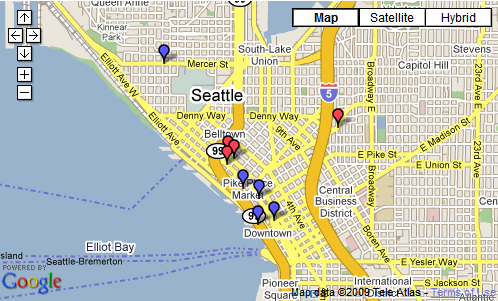 Queen Anne
Map
Satellite
Hybrid
Kinnear
Park
Mercer St
South-Lake
Union
Capitol Hill
Stevens
Elliott Ave W
Elliott Ave
Seattle
5
Broadway E
23rd Ave E
Denny Way
Denny Way
Belltown
9th Ave
99
E Madison St
E Pike St
E Union St
Pike Place
Market
4th Ave
Broadway
23rd Ave
Central
Business
District
Downtown
Boren Ave
Elliot Bay
E Yesler Way
Seattle-Bremerton
POWERED BY
Google
Pioneer
Square
International
District
S Jackson St
Map data ©2009 Tele Atlas - Terms of Use